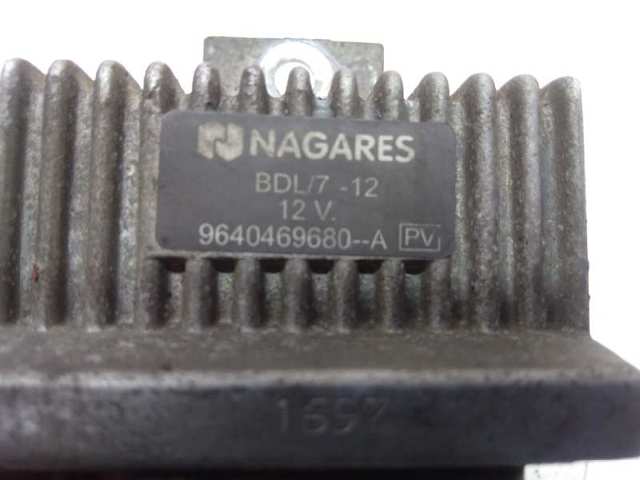 NAGARES
BDL/7 -12
12 V.
9640469680--A PV
1697